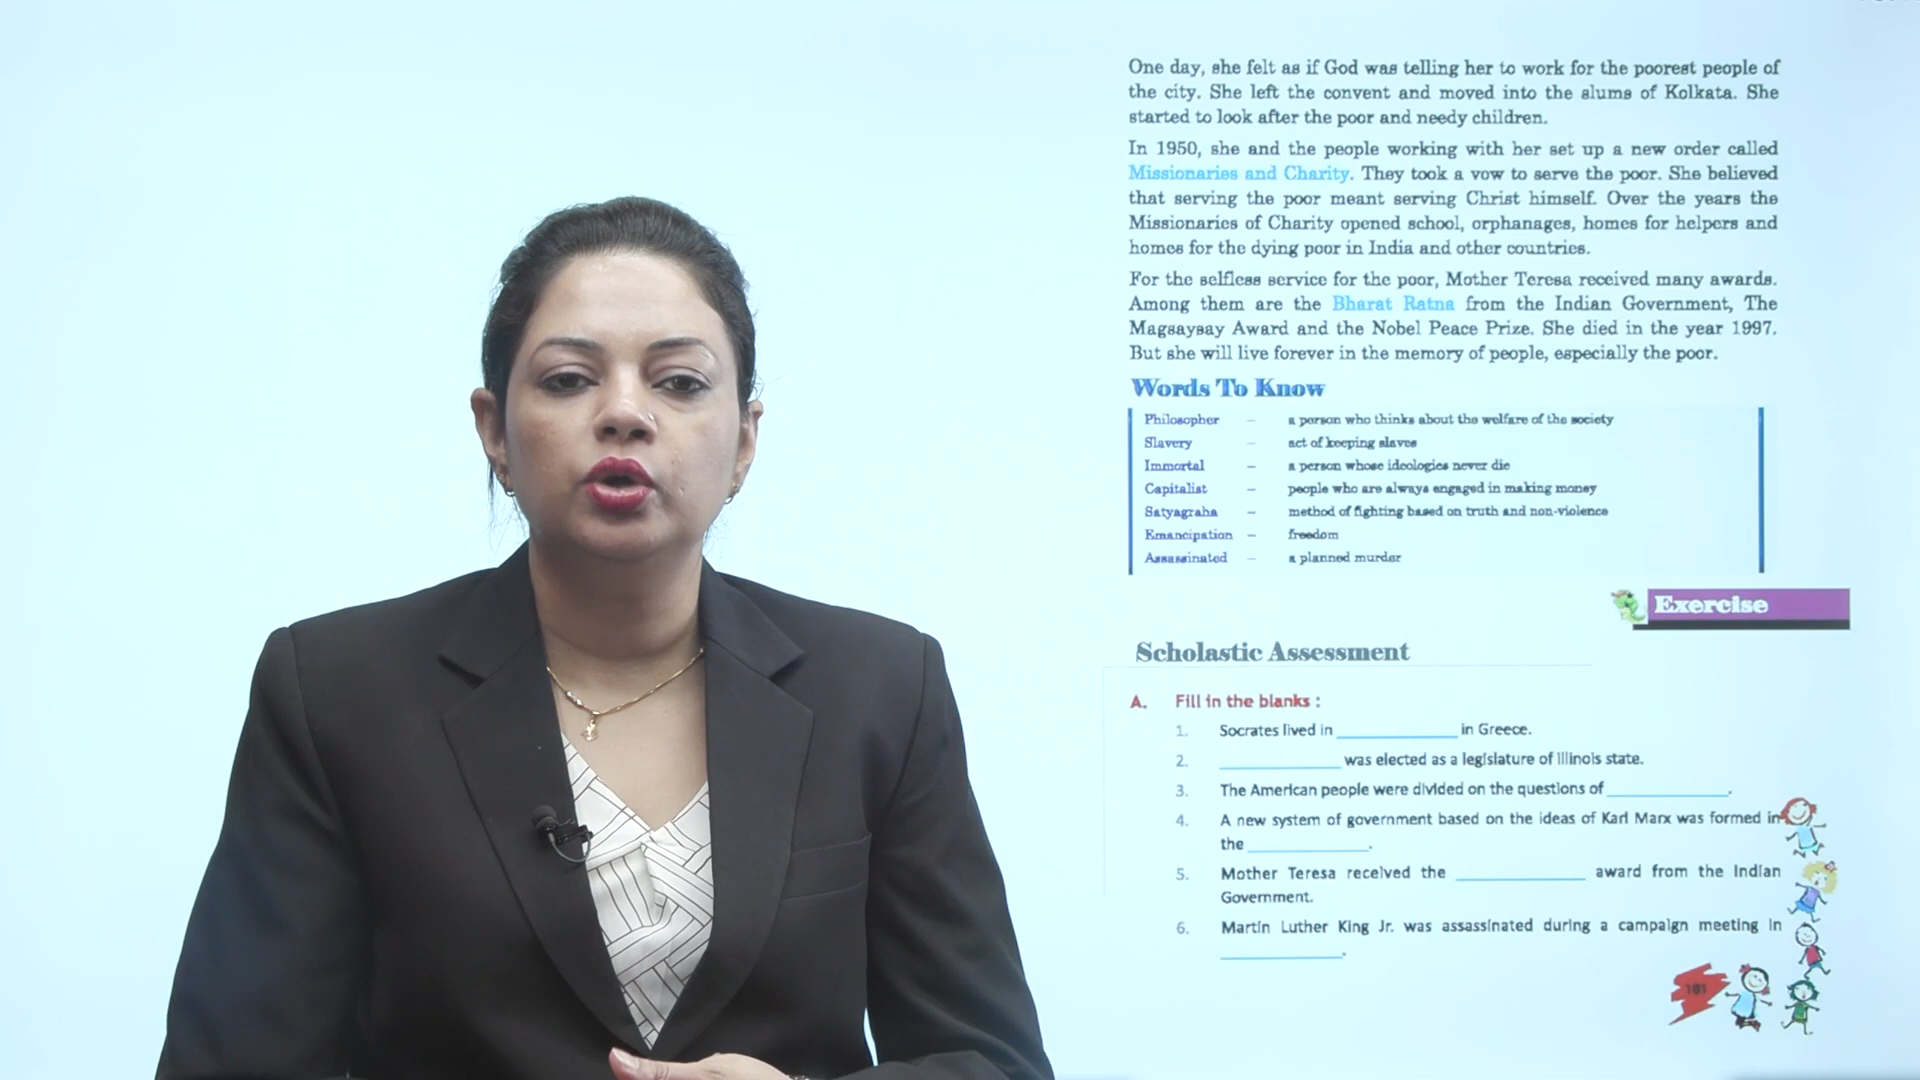 One day, she felt as if God was telling her to work for the poorest people of
the city. She left the convent and moved into the slums of Kolkata. She
started to look after the poor and needy children.
In 1950, she and the people working with her set up a new order called
Missionaries and Charity. They took a vow to serve the poor. She believed
that serving the poor meant serving Christ himself. Over the years the
Missionaries of Charity opened school, orphanages, homes for helpers and
homes for the dying poor in India and other countries.
For the selfless service for the poor, Mother Teresa received many awards.
Among them are the Bharat Ratna from the Indian Government, The
Magsaysay Award and the Nobel Peace Prize. She died in the year 1997.
But she will live forever in the memory of people, especially the poor.
Words To Know
Philosopher – a person who thinks about the welfare of the society
Slavery – act of keeping slaves
Immortal – a person whose ideologies never die
Capitalist – people who are always engaged in making money
Satyagraha – method of fighting based on truth and non-violence
Emancipation – freedom
Assassinated – a planned murder
Exercise
Scholastic Assessment
A. Fill in the blanks :
1. Socrates lived in ____________ in Greece.
2. ____________ was elected as a legislature of Illinois state.
3. The American people were divided on the questions of ____________.
4. A new system of government based on the ideas of Karl Marx was formed in
the ____________.
5. Mother Teresa received the ____________ award from the Indian
Government.
6. Martin Luther King Jr. was assassinated during a campaign meeting in
____________.
101